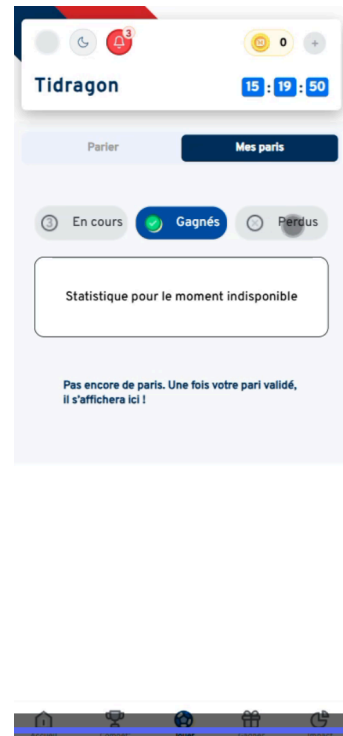 3
0
+
Tidragon
15 : 19 : 50
Parier
Mes paris
3 En cours
Gagnés
Perdus
Statistique pour le moment indisponible
Pas encore de paris. Une fois votre pari validé,
il s'affichera ici !